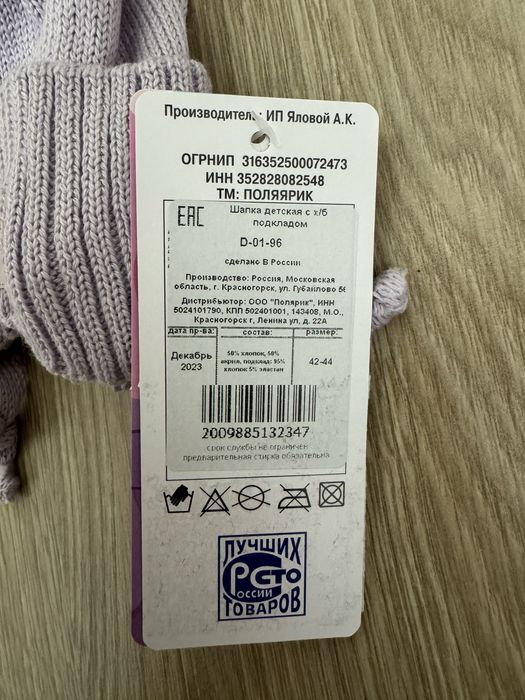 Производитель: ИП Яловой А.К.
ОГРНИП 316352500072473
ИНН 352828082548
ТМ: ПОЛЯЯРИК
EAC
Шапка детская с х/б
подкладом
D-01-96
сделано В России
Производство: Россия, Московская
область, г. Красногорск, ул. Губайлово 56
Дистрибьютор: ООО "Полярик", ИНН
5024101790, КПП 502401001, 143408, М.О.,
Красногорск г, Ленина ул, д. 22А
дата пр-ва: состав: размер:
Декабрь 2023 50% хлопок, 50% акрил, подклад: 95% хлопок 5% эластан 42-44
2009885132347
срок службы не ограничен
предварительная стирка обязательна
ЛУЧШИХ
СТО
РОССИИ
ТОВАРОВ